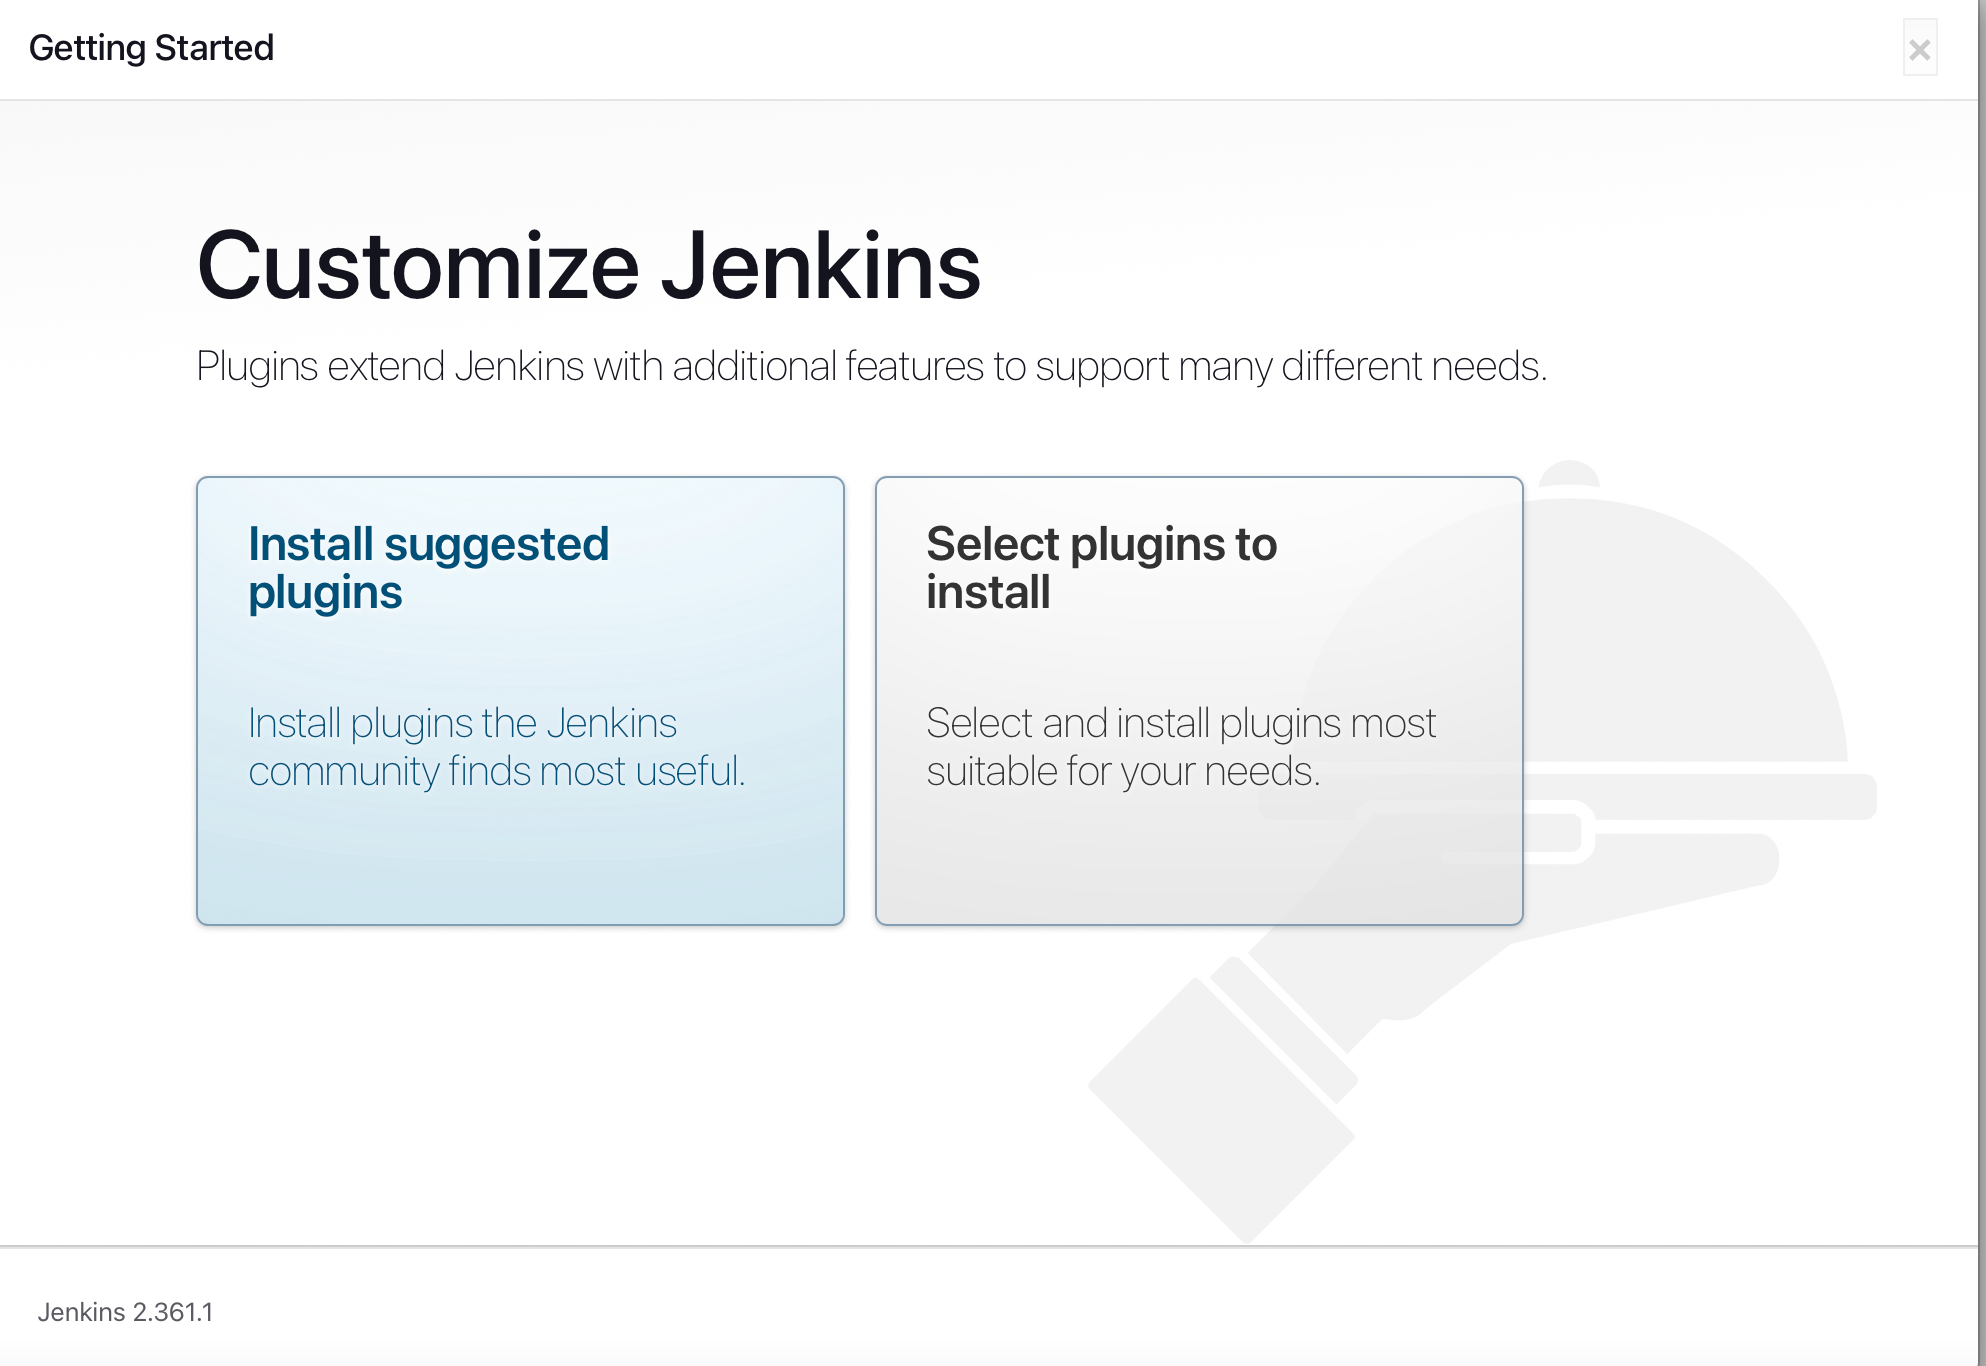 Getting Started
×
Customize Jenkins
Plugins extend Jenkins with additional features to support many different needs.
Install suggested
plugins
Install plugins the Jenkins
community finds most useful.
Select plugins to
install
Select and install plugins most
suitable for your needs.
Jenkins 2.361.1